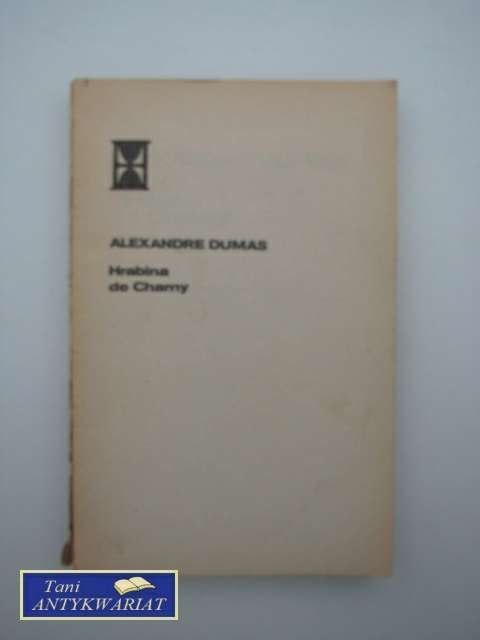 ALEXANDRE DUMAS
Hrabina
de Charny
Tani
ANTYKWARIAT